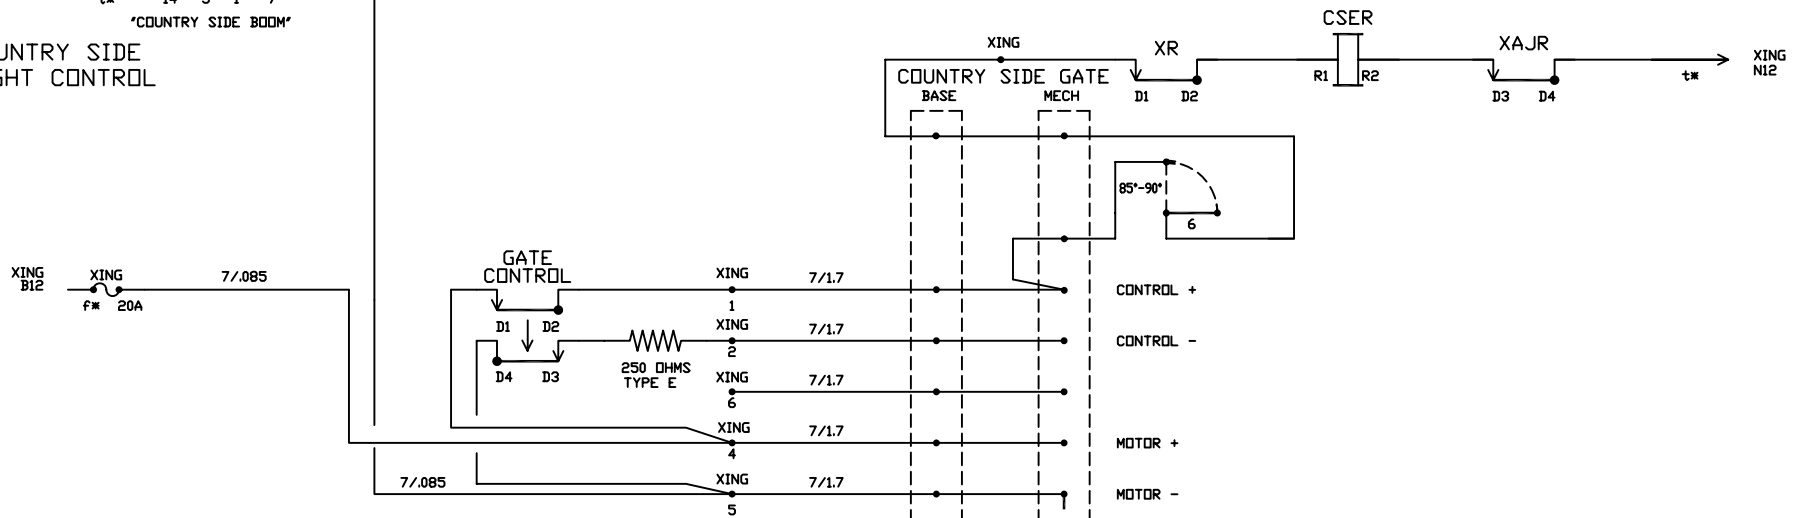 "COUNTRY SIDE BOOM"
UNTRY SIDE
GHT CONTROL
CSER
XING
XR
XAJR
XING
N12
COUNTRY SIDE GATE
R1
R2
t*
BASE
MECH
D1
D2
D3
D4
85°-90°
6
GATE
CONTROL
XING
B12
XING
7/.085
f*
20A
XING
7/1.7
CONTROL +
1
D1
D2
XING
7/1.7
CONTROL -
2
D4
D3
250 OHMS
TYPE E
XING
7/1.7
6
XING
7/1.7
MOTOR +
4
7/.085
XING
7/1.7
MOTOR -
5